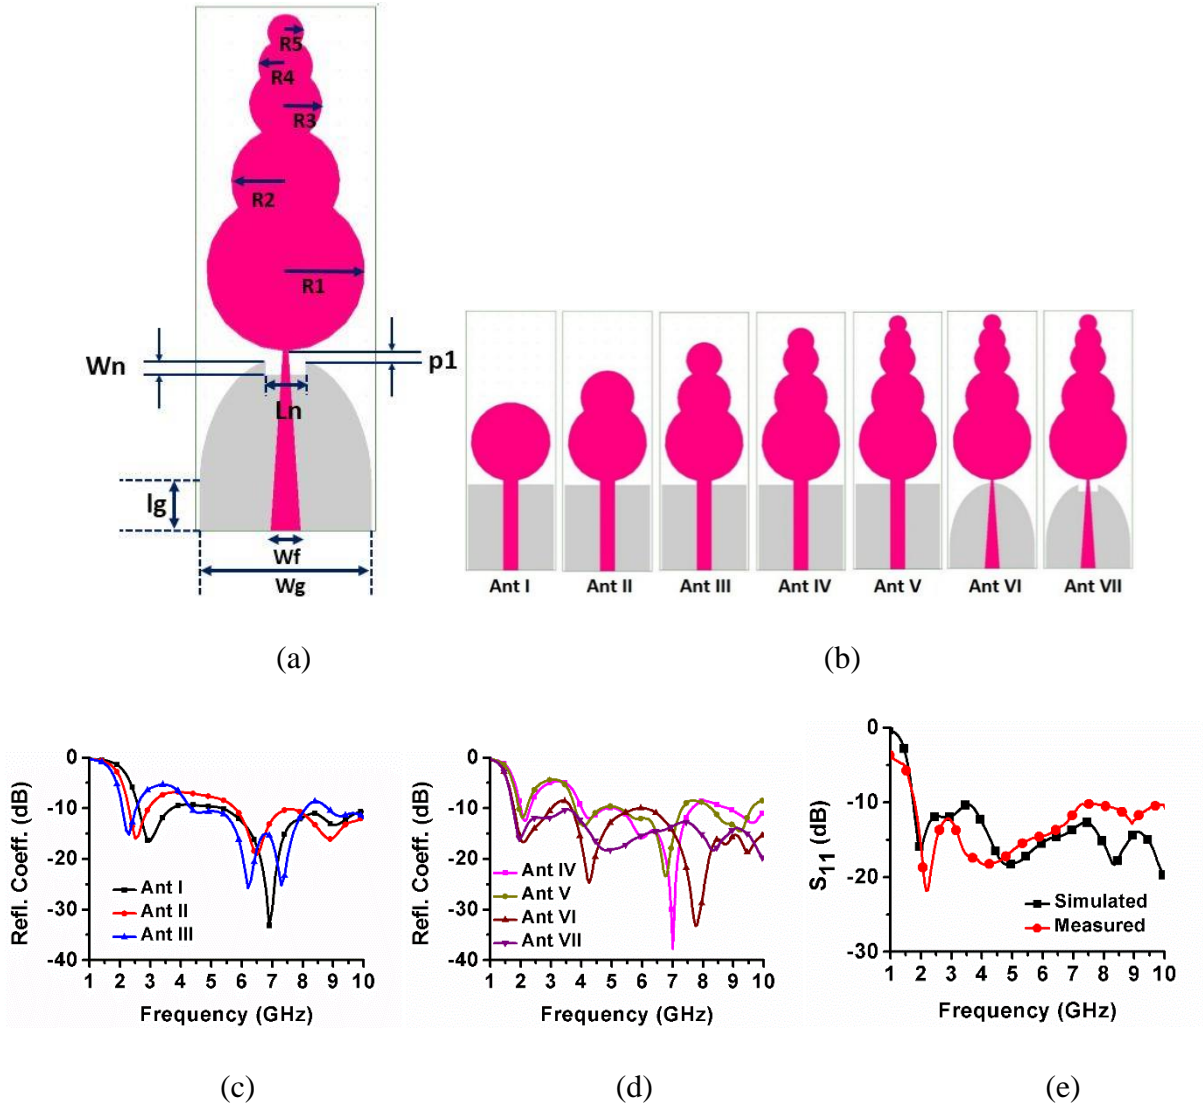 R5
R4
R3
R2
R1
Wn
p1
Ln
lg
Wf
Wg
Ant I Ant II Ant III Ant IV Ant V Ant VI Ant VII
(a) (b)
Refl. Coeff. (dB)
0
-10
-20
-30
-40
Ant I
Ant II
Ant III
1 2 3 4 5 6 7 8 9 10
Frequency (GHz)
Refl. Coeff. (dB)
0
-10
-20
-30
-40
Ant IV
Ant V
Ant VI
Ant VII
1 2 3 4 5 6 7 8 9 10
Frequency (GHz)
S11 (dB)
0
-10
-20
-30
Simulated
Measured
1 2 3 4 5 6 7 8 9 10
Frequency (GHz)
(c) (d) (e)